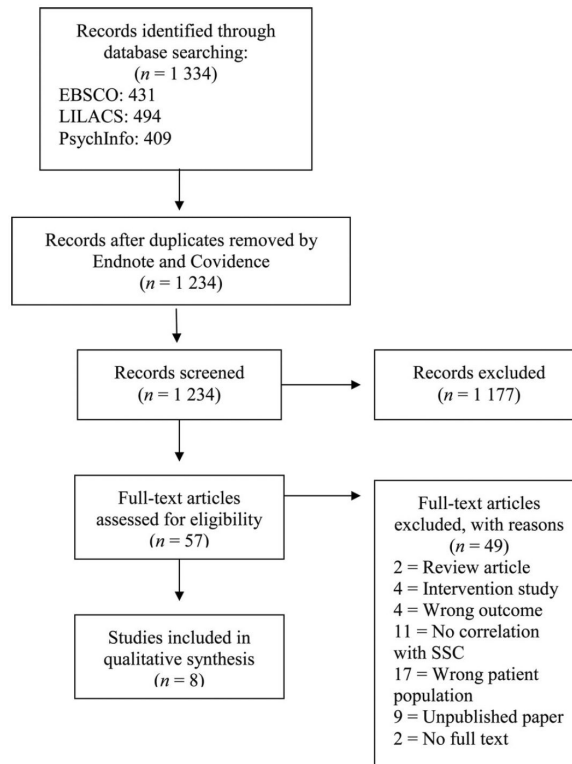 Records identified through
database searching:
(n = 1 334)
EBSCO: 431
LILACS: 494
PsychInfo: 409
Records after duplicates removed by
Endnote and Covidence
(n = 1 234)
Records screened
(n = 1 234)
Records excluded
(n = 1 177)
Full-text articles
assessed for eligibility
(n = 57)
Full-text articles
excluded, with reasons
(n = 49)
2 = Review article
4 = Intervention study
4 = Wrong outcome
11 = No correlation
with SSC
17 = Wrong patient
population
9 = Unpublished paper
2 = No full text
Studies included in
qualitative synthesis
(n = 8)